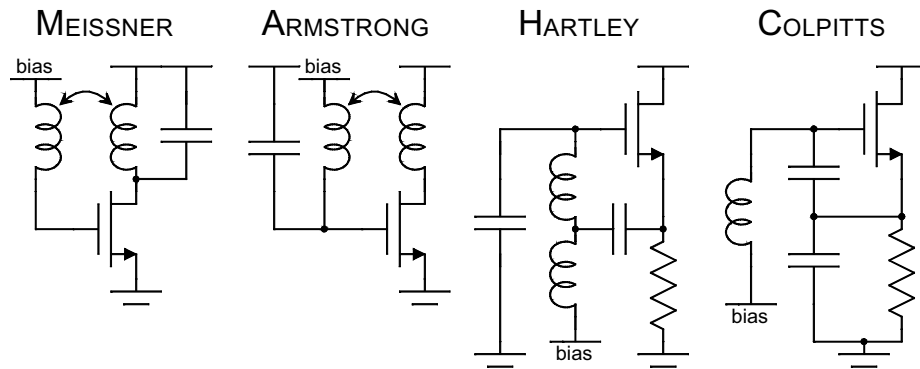 MEISSNER
ARMSTRONG
HARTLEY
COLPITTS
bias
bias
bias
bias